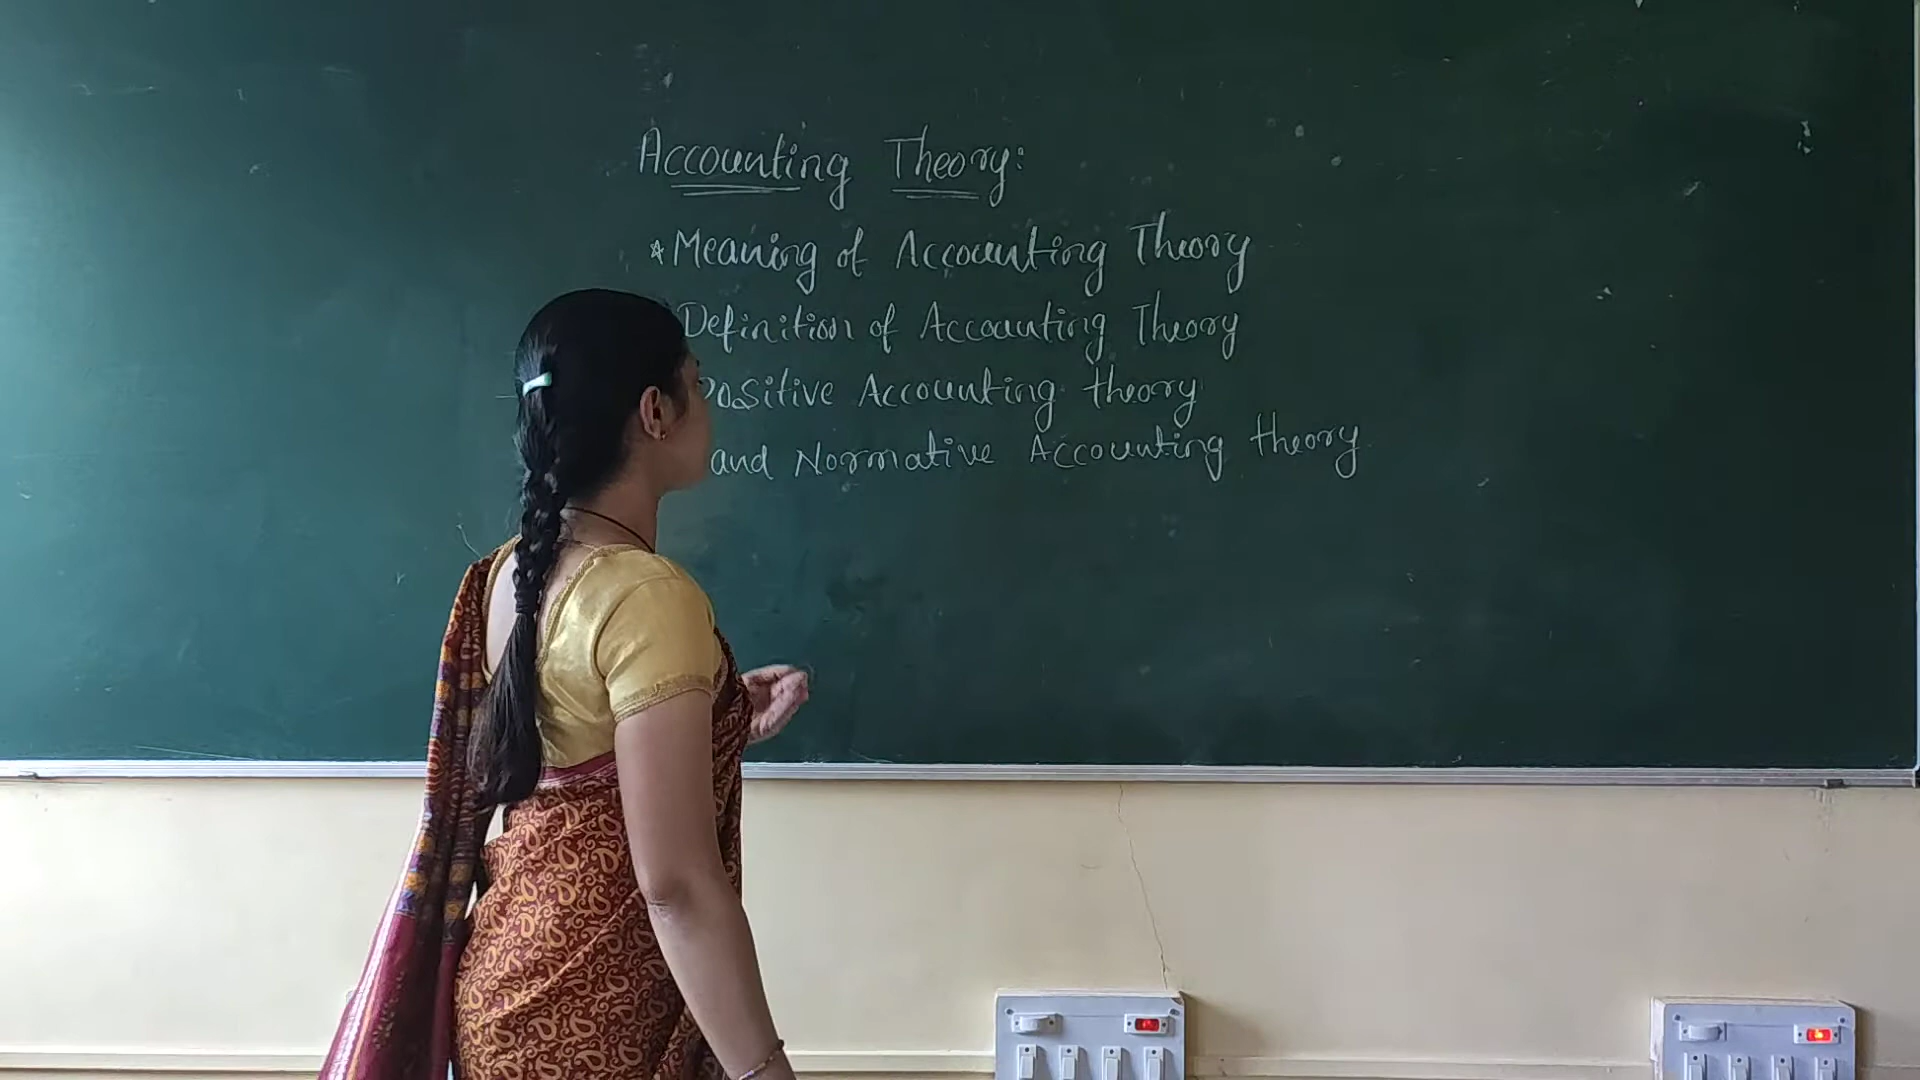 Accounting Theory:
* Meaning of Accounting Theory
Definition of Accounting Theory
Positive Accounting theory
and Normative Accounting theory